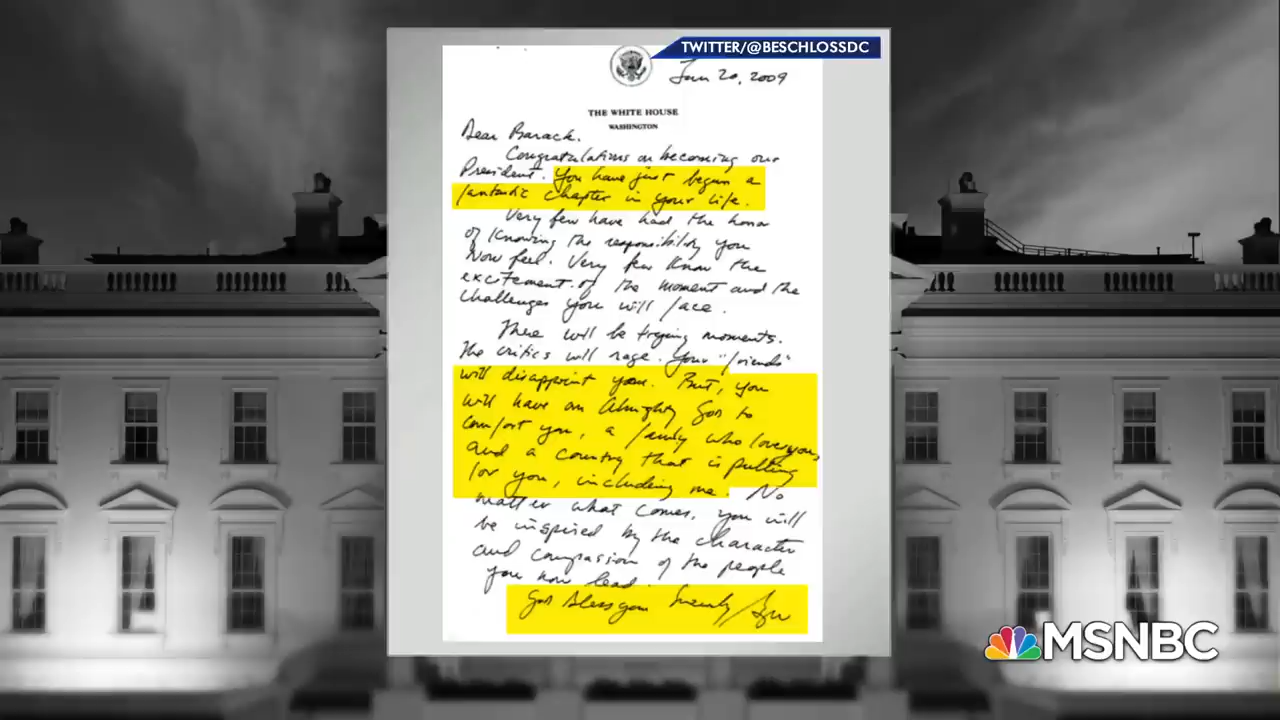 TWITTER/@BESCHLOSSDC
Jan 20, 2009
THE WHITE HOUSE
WASHINGTON
Dear Barack.
Congratulations on becoming our
President. You have just begun a
fantastic chapter in your life.
Very few have had the honor
of knowing the responsibility you
now feel. Very few know the
excitement of the moment and the
challenges you will face.
There will be trying moments.
The critics will rage. Your "friends"
will disappoint you. But, you
will have an Almighty God to
comfort you, a family who loves you,
and a country that is pulling
for you, including me. No
matter what comes, you will
be inspired by the character
and compassion of the people
you now lead.
God bless you. Sincerely,
MSNBC